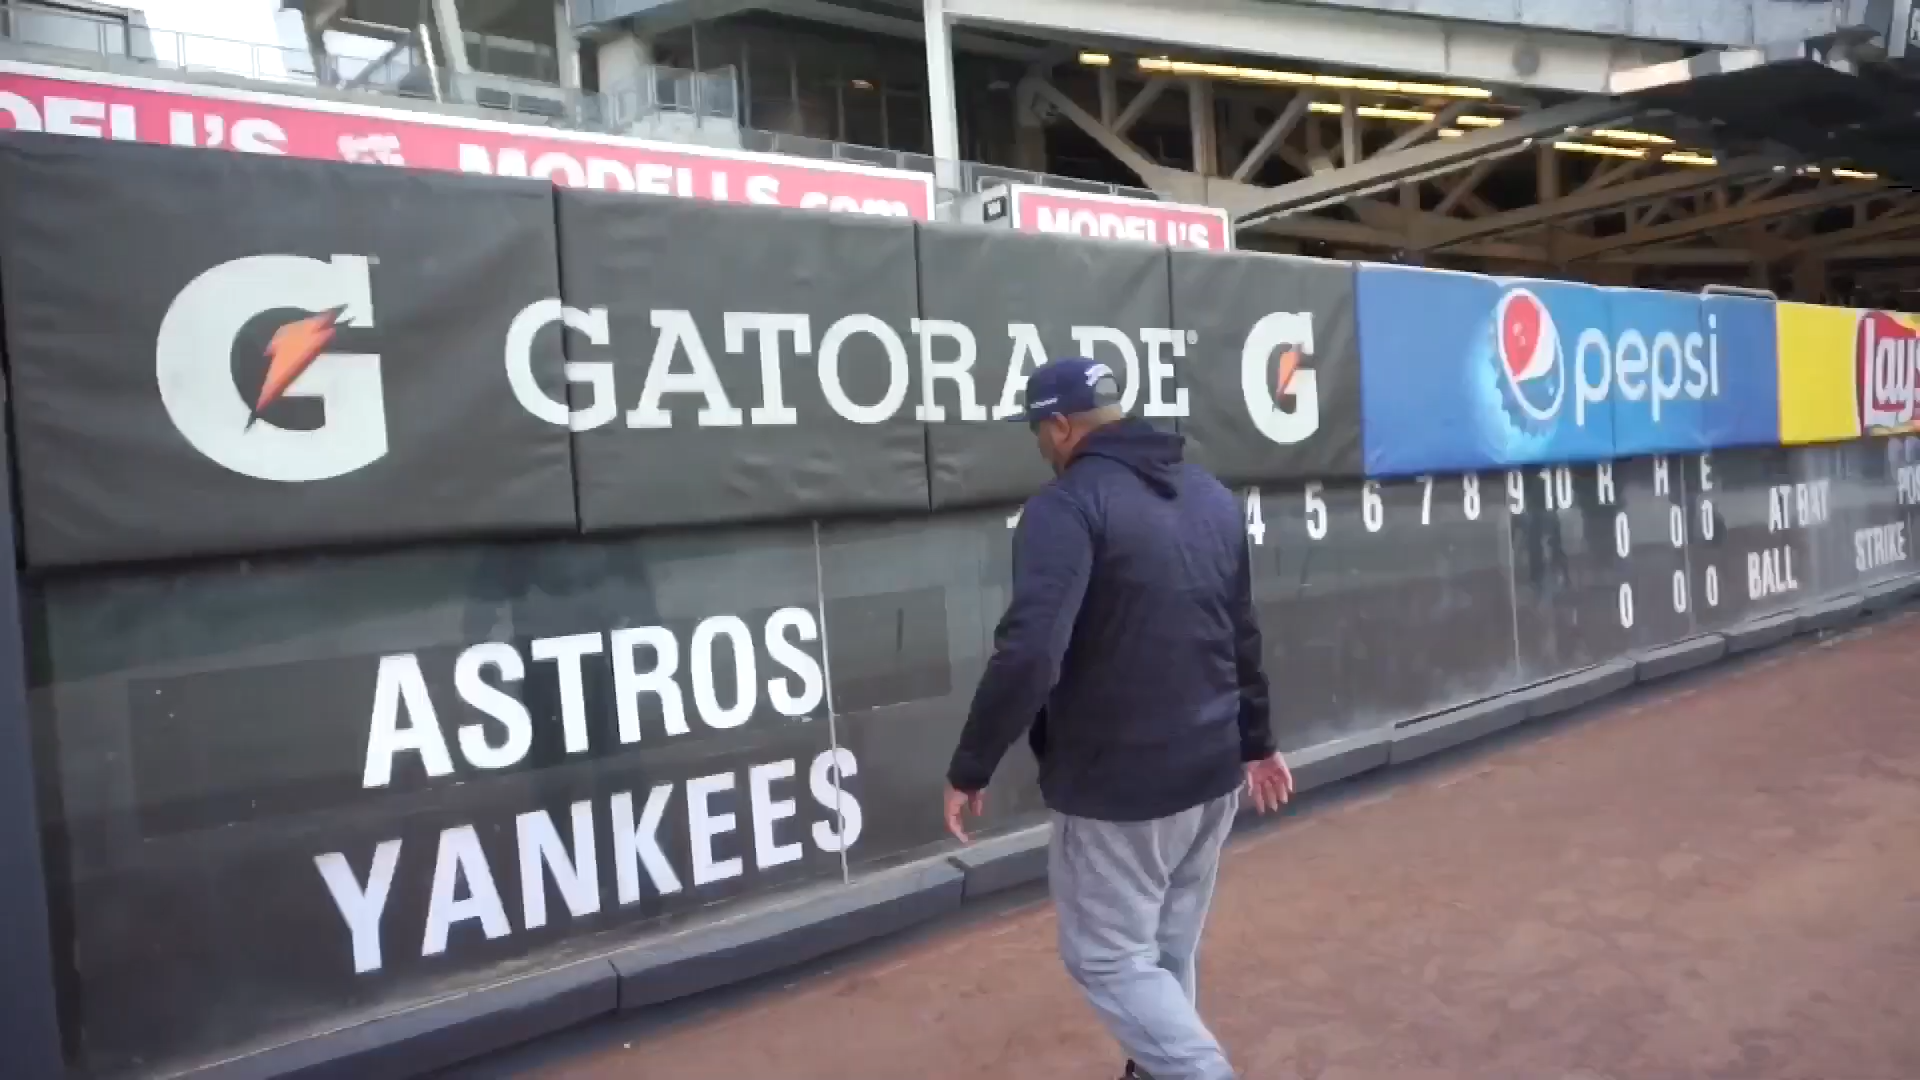 DELL'S MODELLS.com
MODELL'S
G GATORADE G
pepsi
Lay's
4 5 6 7 8 9 10 R H E
AT BAT
ASTROS 0 0 0
BALL STRIKE
YANKEES 0 0 0